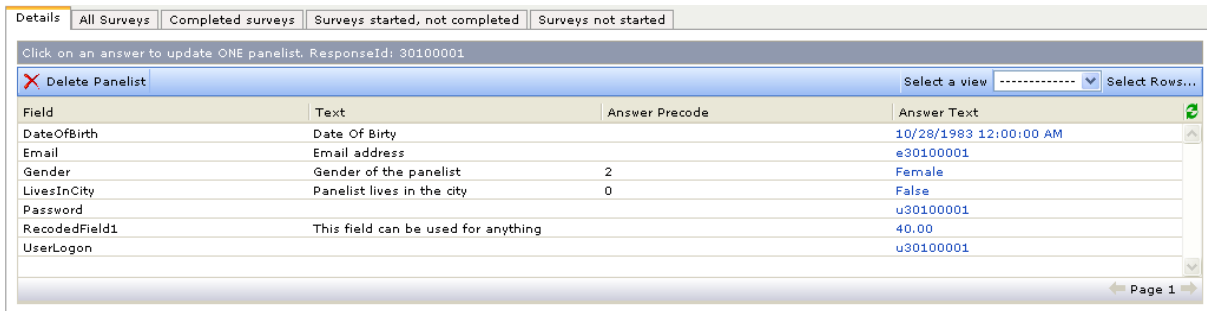 Details All Surveys Completed surveys Surveys started, not completed Surveys not started
Click on an answer to update ONE panelist. ResponseId: 30100001
Delete Panelist Select a view ------------- Select Rows...
Field Text Answer Precode Answer Text
DateOfBirth Date Of Birty 10/28/1983 12:00:00 AM
Email Email address e30100001
Gender Gender of the panelist 2 Female
LivesInCity Panelist lives in the city 0 False
Password u30100001
RecodedField1 This field can be used for anything 40.00
UserLogon u30100001
Page 1